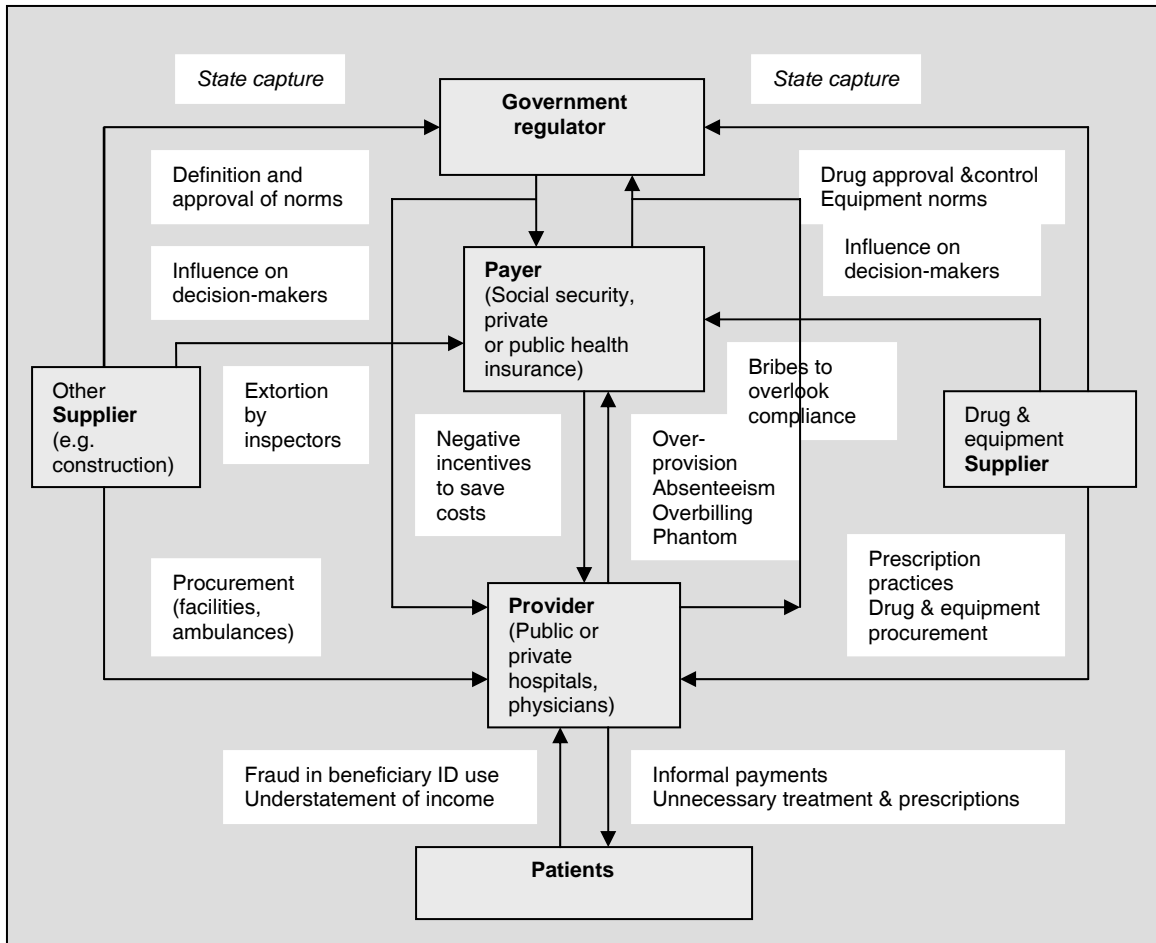 State capture
State capture
Government
regulator
Definition and
approval of norms
Drug approval &control
Equipment norms
Influence on
decision-makers
Influence on
decision-makers
Payer
(Social security,
private
or public health
insurance)
Other
Supplier
(e.g.
construction)
Extortion
by
inspectors
Negative
incentives
to save
costs
Bribes to
overlook
compliance
Over-
provision
Absenteeism
Overbilling
Phantom
Drug &
equipment
Supplier
Procurement
(facilities,
ambulances)
Provider
(Public or
private
hospitals,
physicians)
Prescription
practices
Drug & equipment
procurement
Fraud in beneficiary ID use
Understatement of income
Informal payments
Unnecessary treatment & prescriptions
Patients